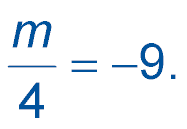 m/4 = –9.